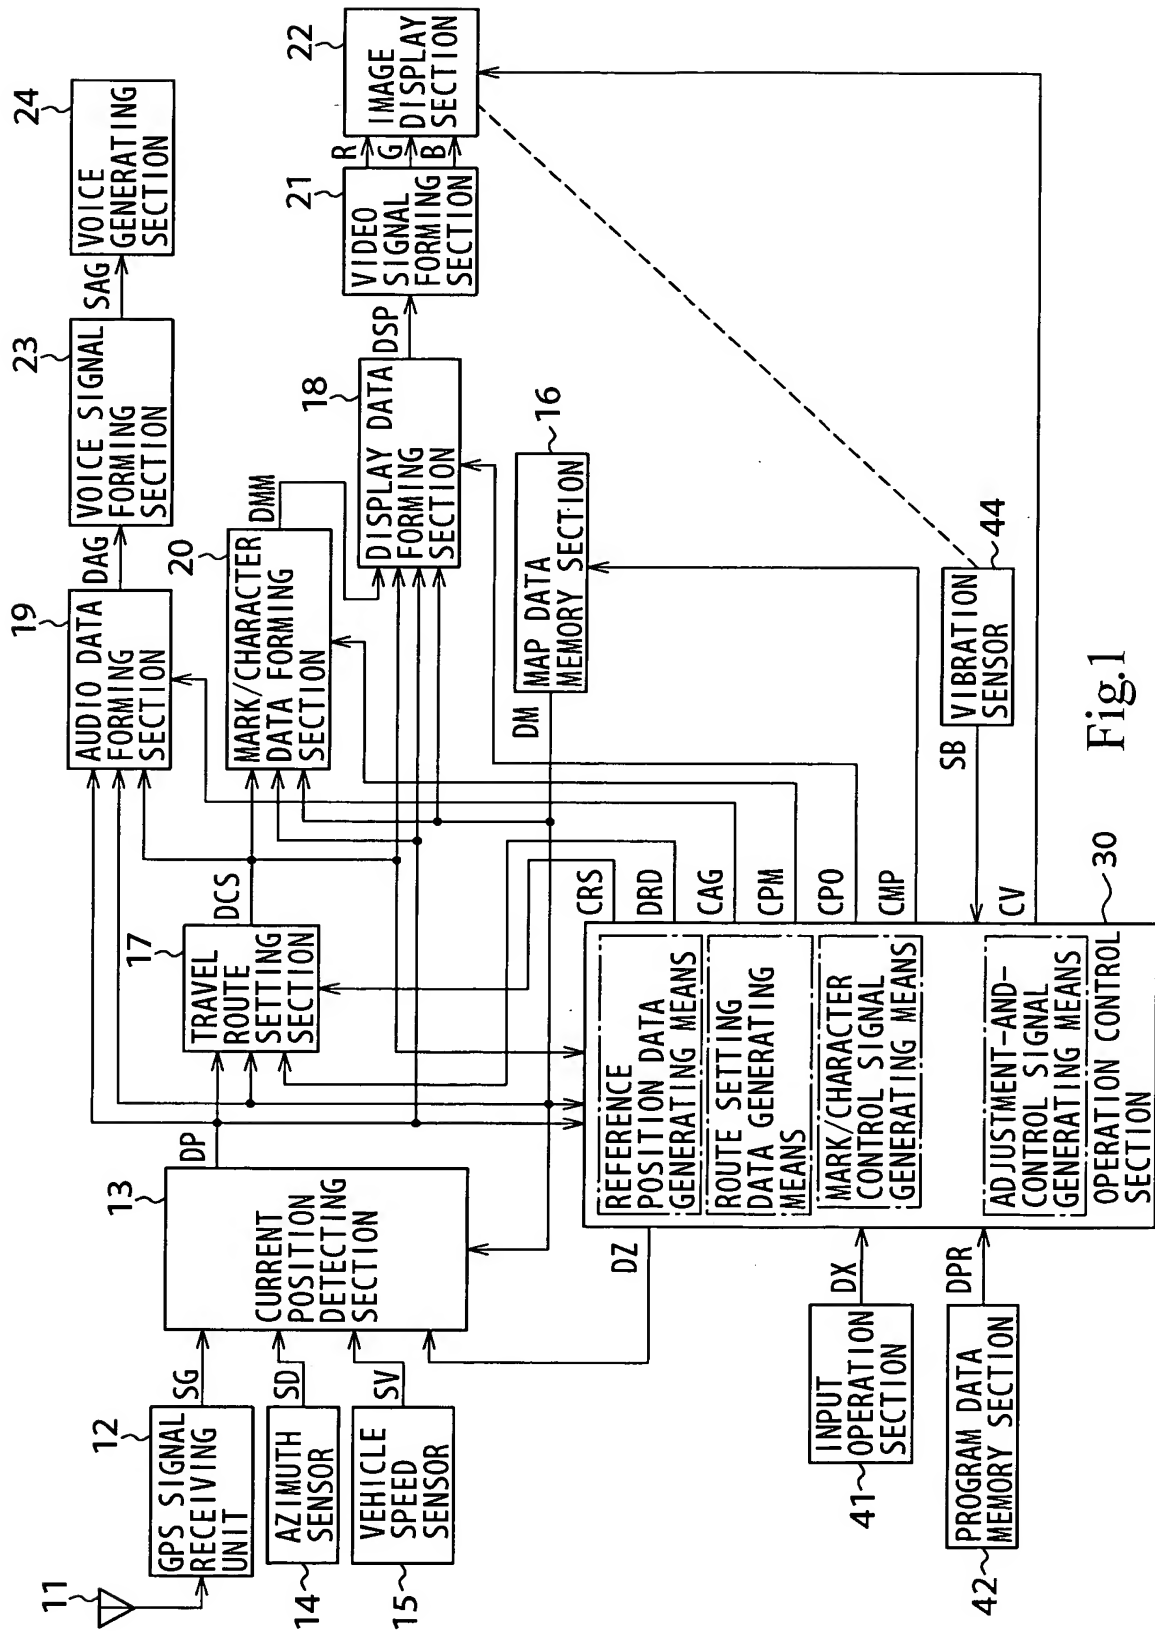 11
12
GPS SIGNAL
RECEIVING
UNIT
SG
14
AZIMUTH
SENSOR
SD
15
VEHICLE
SPEED
SENSOR
SV
13
CURRENT
POSITION
DETECTING
SECTION
DP
DZ
17
TRAVEL
ROUTE
SETTING
SECTION
DCS
19
AUDIO DATA
FORMING
SECTION
DAG
23
VOICE SIGNAL
FORMING
SECTION
SAG
24
VOICE
GENERATING
SECTION
20
MARK/CHARACTER
DATA FORMING
SECTION
DMM
18
DISPLAY DATA
FORMING
SECTION
DSP
21
VIDEO
SIGNAL
FORMING
SECTION
R
G
B
22
IMAGE
DISPLAY
SECTION
DM
MAP DATA
MEMORY SECTION
16
41
INPUT
OPERATION
SECTION
DX
42
PROGRAM DATA
MEMORY SECTION
DPR
REFERENCE
POSITION DATA
GENERATING MEANS
ROUTE SETTING
DATA GENERATING
MEANS
MARK/CHARACTER
CONTROL SIGNAL
GENERATING MEANS
ADJUSTMENT-AND-
CONTROL SIGNAL
GENERATING MEANS
OPERATION CONTROL
SECTION
30
CRS
DRD
CAG
CPM
CPO
CMP
SB
CV
VIBRATION
SENSOR
44
Fig.1